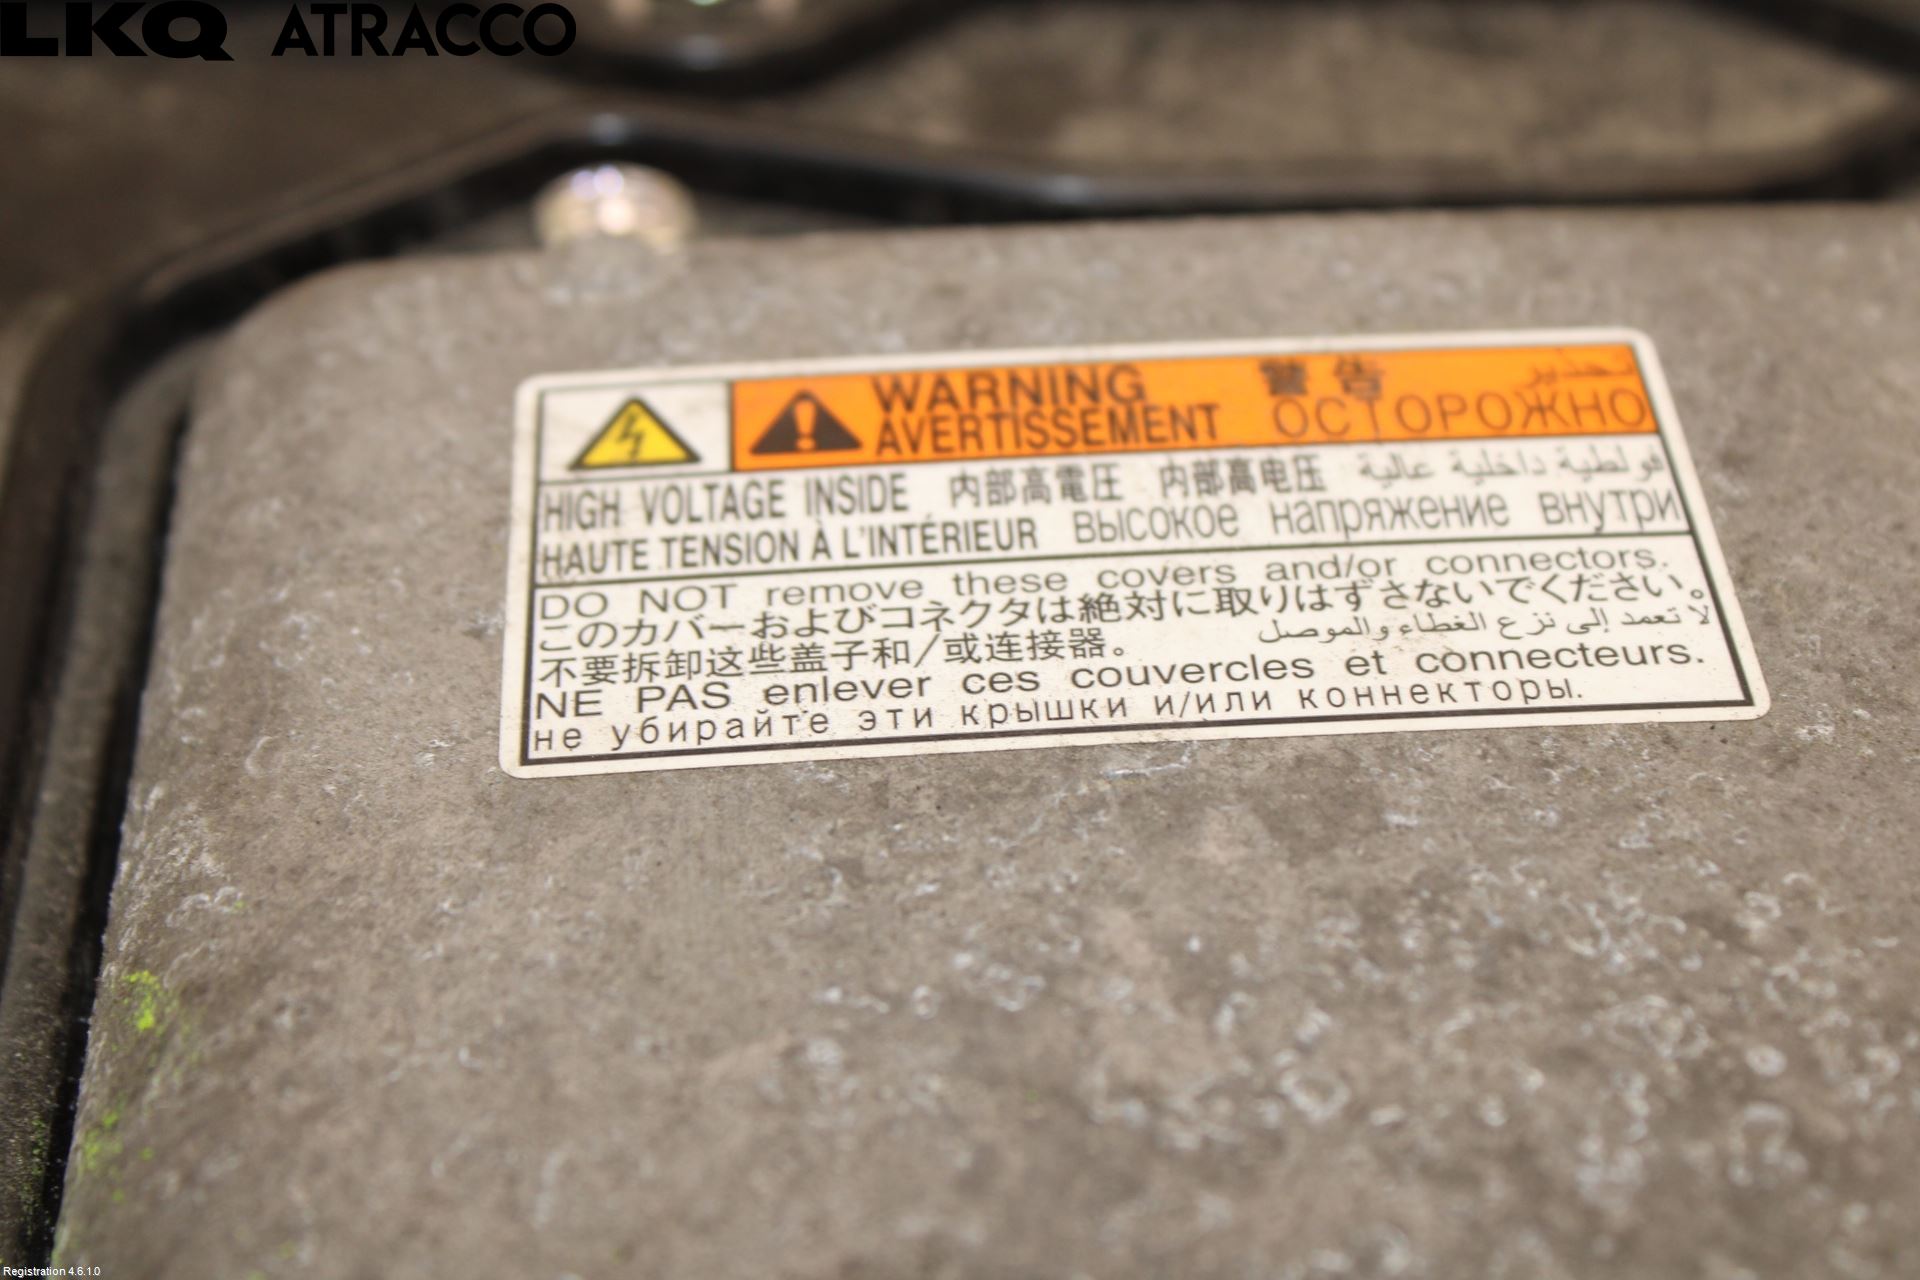 LKQ ATRACCO
WARNING 警告 تحذير
AVERTISSEMENT ОСТОРОЖНО
HIGH VOLTAGE INSIDE 内部高電圧 内部高电压 فولطية داخلية عالية
HAUTE TENSION À L'INTÉRIEUR высокое напряжение внутри
DO NOT remove these covers and/or connectors.
このカバーおよびコネクタは絶対に取りはずさないでください。
不要拆卸这些盖子和/或连接器。 لا تعمد إلى نزع الغطاء والموصل
NE PAS enlever ces couvercles et connecteurs.
не убирайте эти крышки и/или коннекторы.
Registration 4.6.1.0